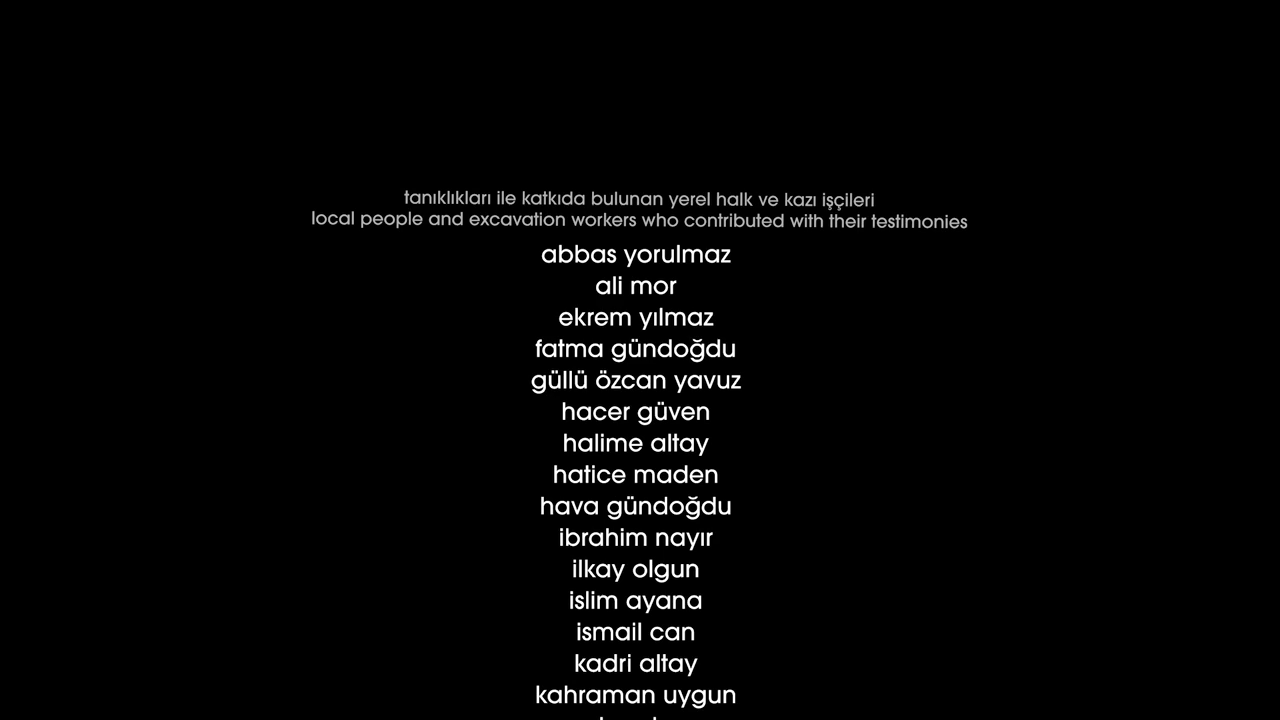 tanıklıkları ile katkıda bulunan yerel halk ve kazı işçileri
local people and excavation workers who contributed with their testimonies
abbas yorulmaz
ali mor
ekrem yılmaz
fatma gündoğdu
güllü özcan yavuz
hacer güven
halime altay
hatice maden
hava gündoğdu
ibrahim nayır
ilkay olgun
islim ayana
ismail can
kadri altay
kahraman uygun